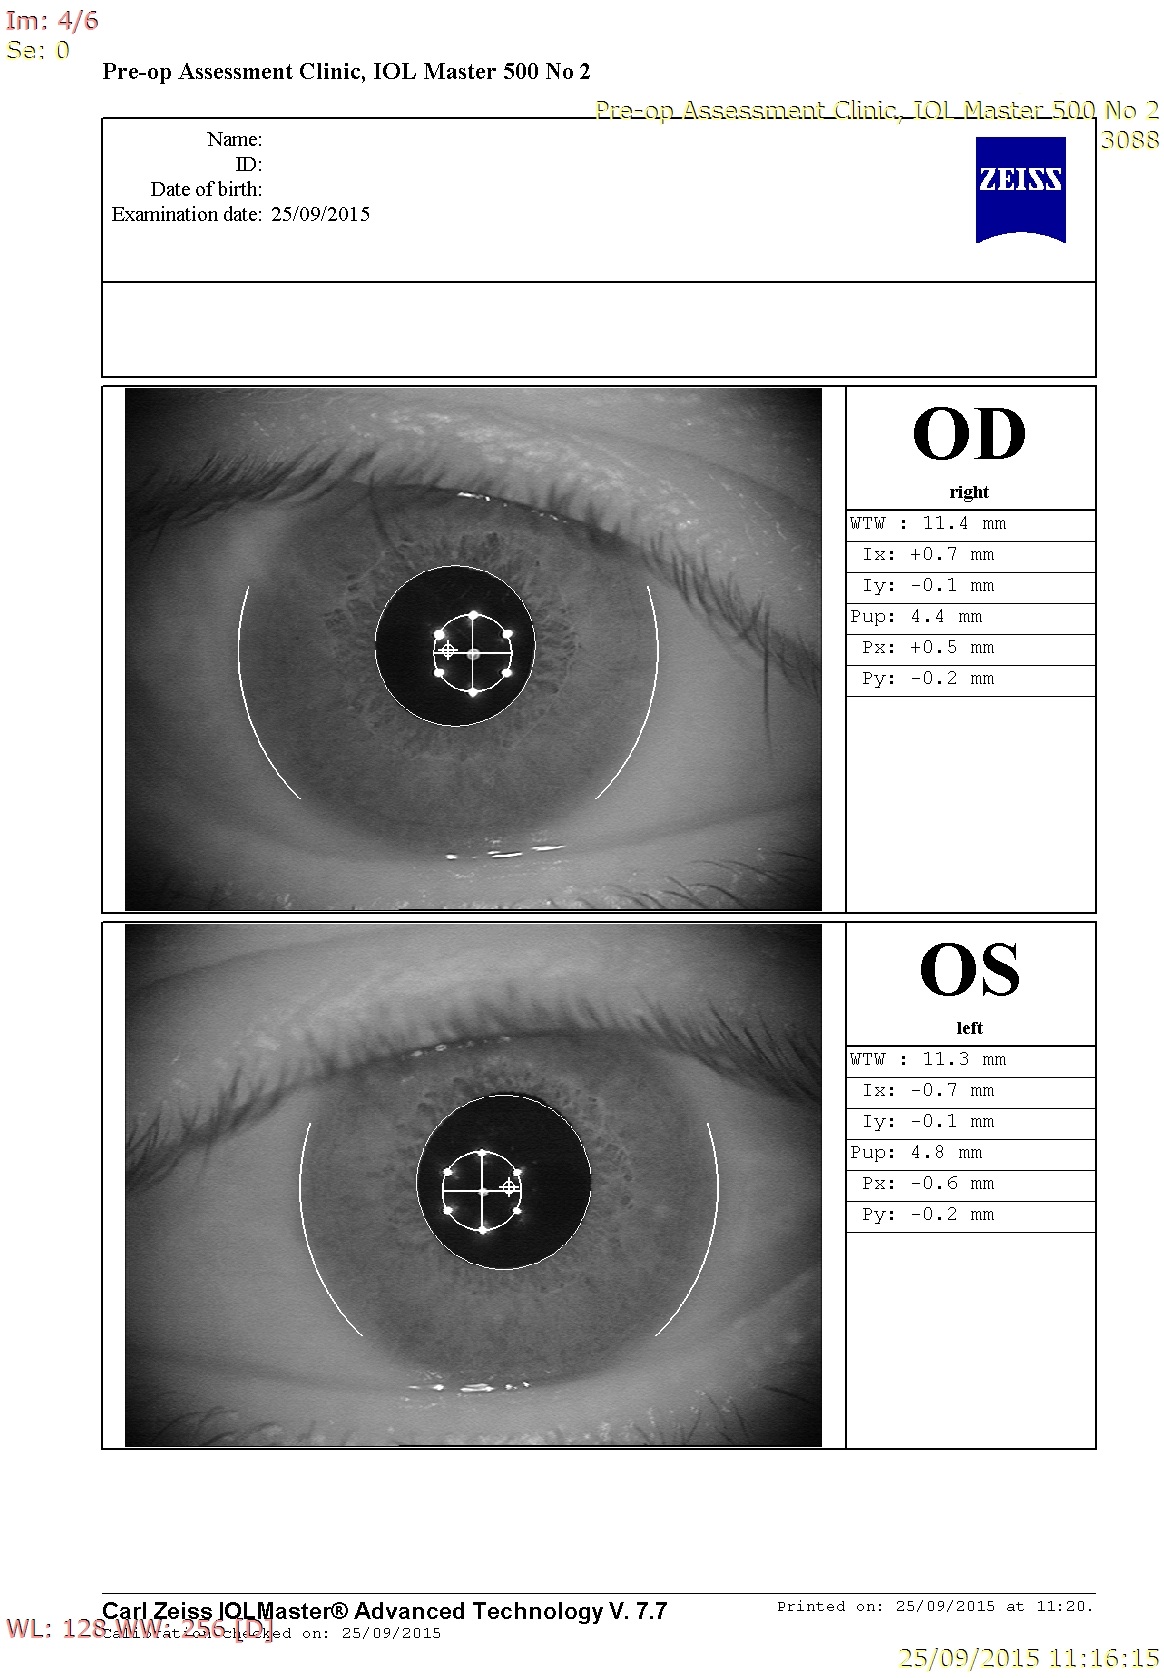 Im: 4/6
Se: 0
Pre-op Assessment Clinic, IOL Master 500 No 2
Pre-op Assessment Clinic, IOL Master 500 No 2
3088
Name:
ID:
Date of birth:
Examination date: 25/09/2015
ZEISS
OD
right
WTW : 11.4 mm
Ix: +0.7 mm
Iy: -0.1 mm
Pup: 4.4 mm
Px: +0.5 mm
Py: -0.2 mm
OS
left
WTW : 11.3 mm
Ix: -0.7 mm
Iy: -0.1 mm
Pup: 4.8 mm
Px: -0.6 mm
Py: -0.2 mm
Carl Zeiss IOLMaster® Advanced Technology V. 7.7
Printed on: 25/09/2015 at 11:20.
WL: 128 WW: 256 [D]
Calibration checked on: 25/09/2015
25/09/2015 11:16:15